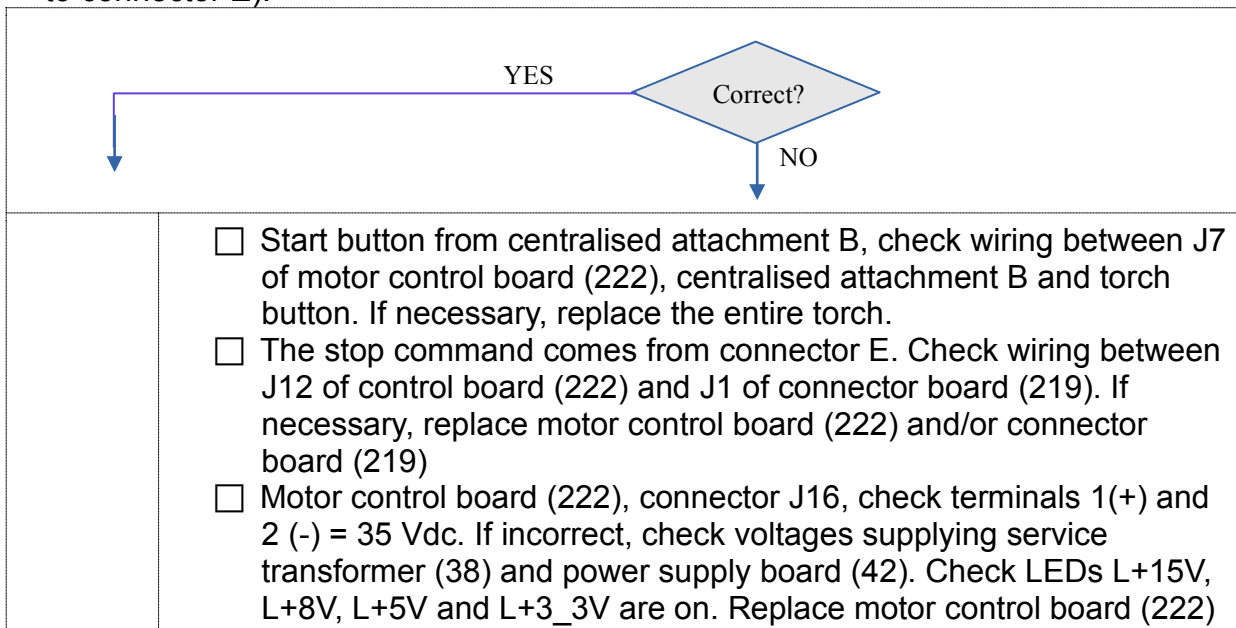 to connector E).
YES
Correct?
NO
☐ Start button from centralised attachment B, check wiring between J7
of motor control board (222), centralised attachment B and torch
button. If necessary, replace the entire torch.
☐ The stop command comes from connector E. Check wiring between
J12 of control board (222) and J1 of connector board (219). If
necessary, replace motor control board (222) and/or connector
board (219)
☐ Motor control board (222), connector J16, check terminals 1(+) and
2 (-) = 35 Vdc. If incorrect, check voltages supplying service
transformer (38) and power supply board (42). Check LEDs L+15V,
L+8V, L+5V and L+3_3V are on. Replace motor control board (222)